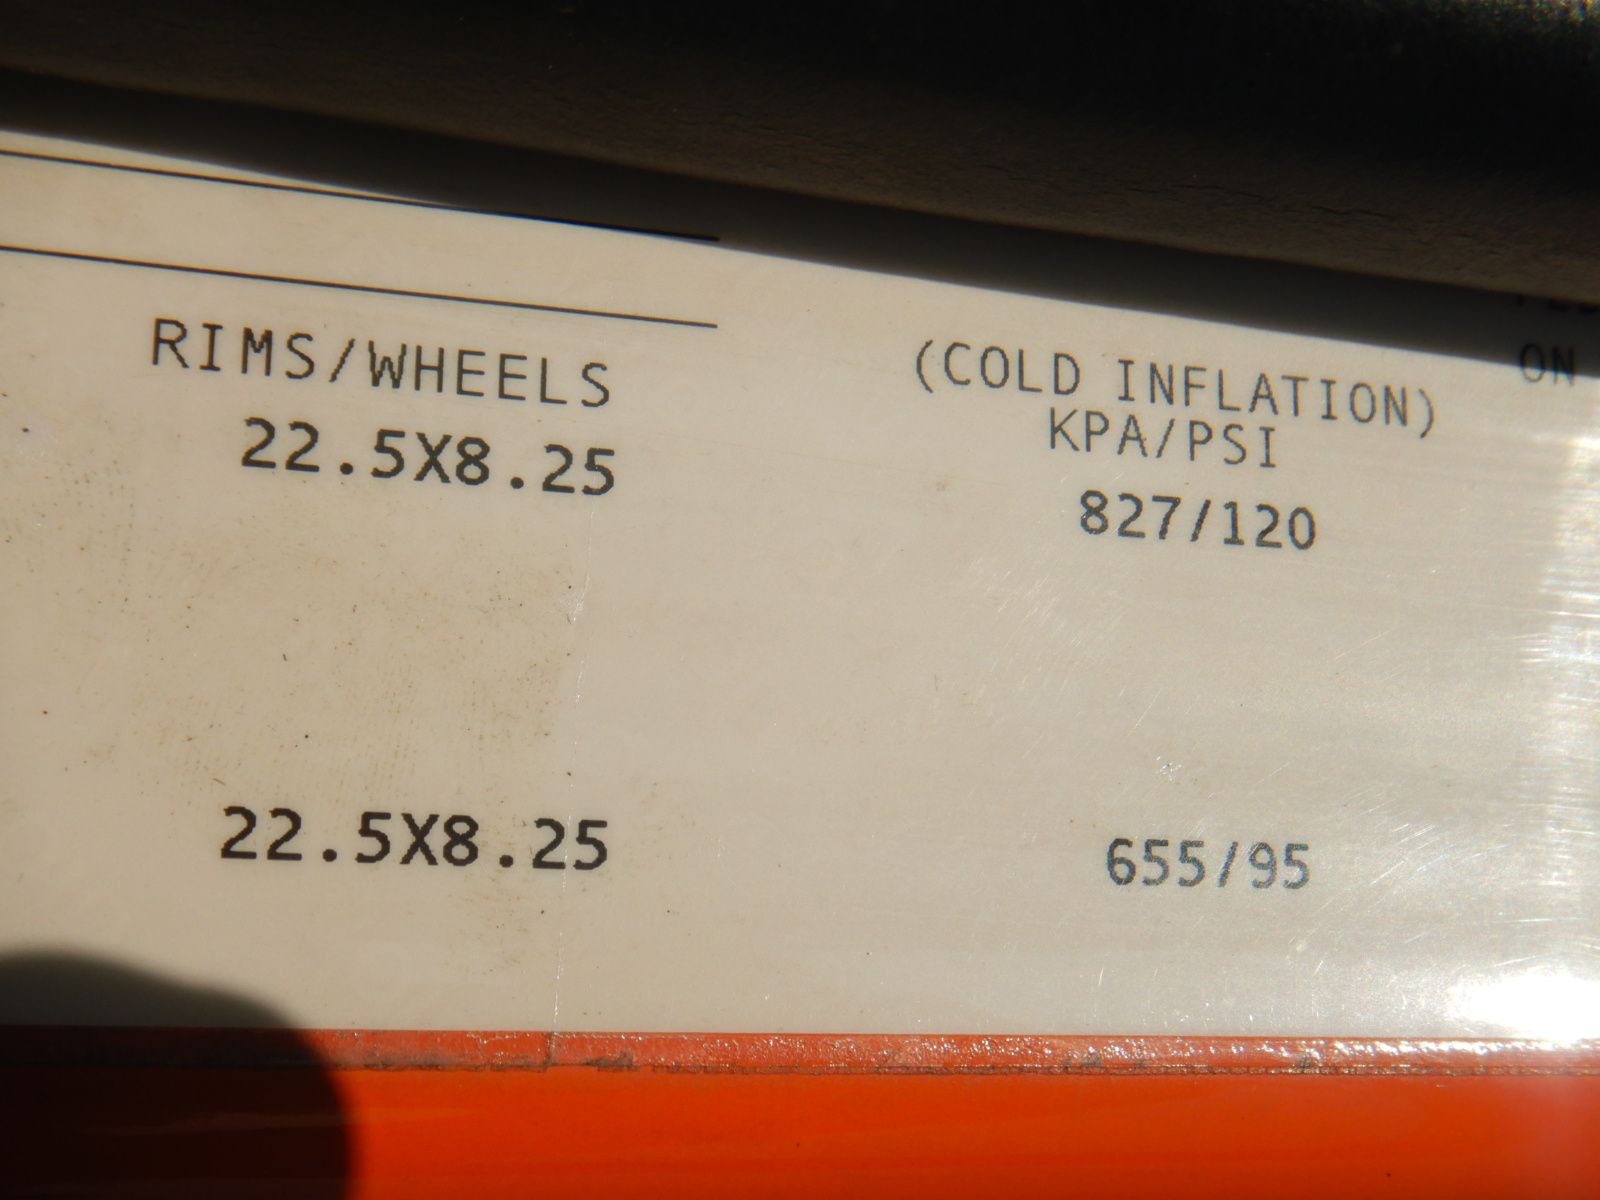 RIMS/WHEELS
22.5X8.25
22.5X8.25
(COLD INFLATION)
KPA/PSI
827/120
655/95
ON